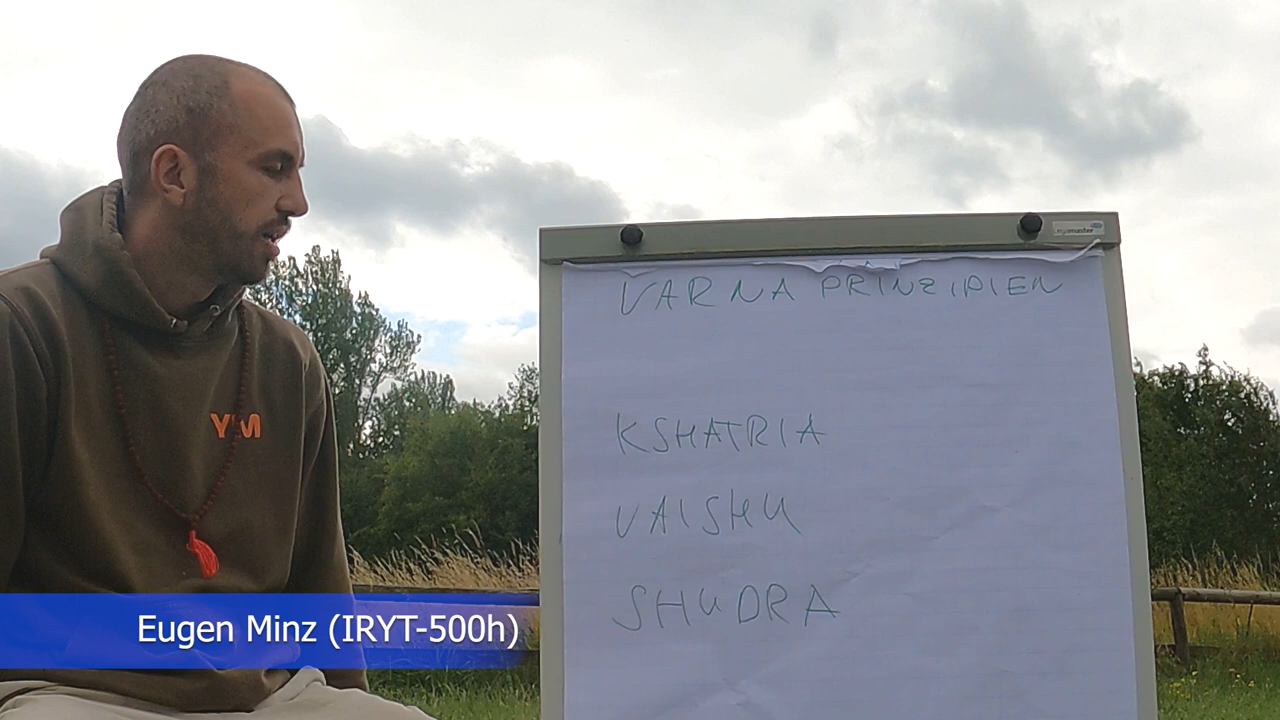 VARNA PRINZIPIEN
KSHATRIA
VAISHU
SHUDRA
YM
Eugen Minz (IRYT-500h)